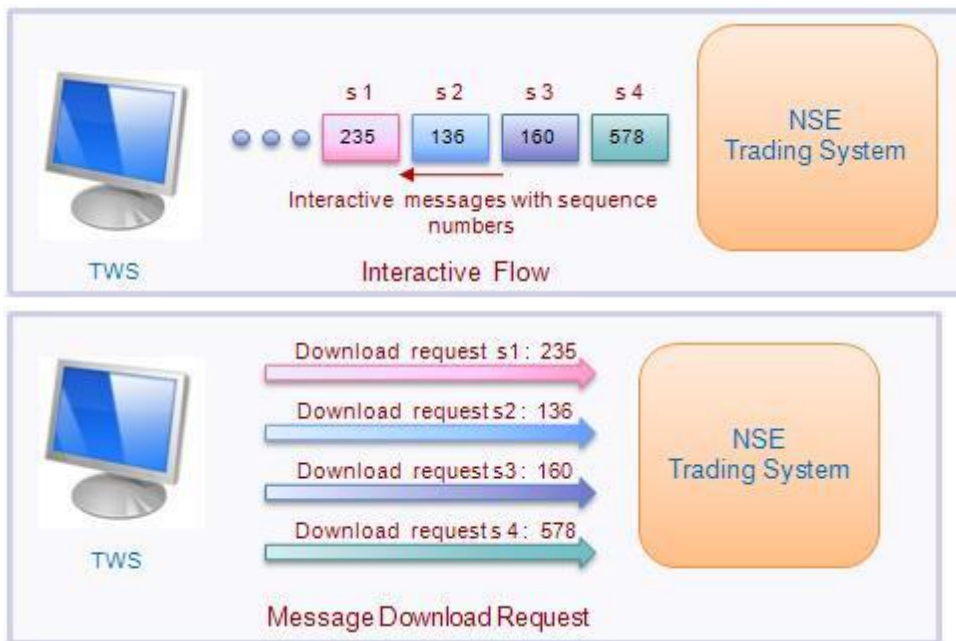 s 1 s 2 s 3 s 4
235 136 160 578
NSE
Trading System
Interactive messages with sequence
numbers
TWS
Interactive Flow
Download request s1 : 235
Download request s2 : 136
Download request s3 : 160
Download request s 4 : 578
NSE
Trading System
TWS
Message Download Request